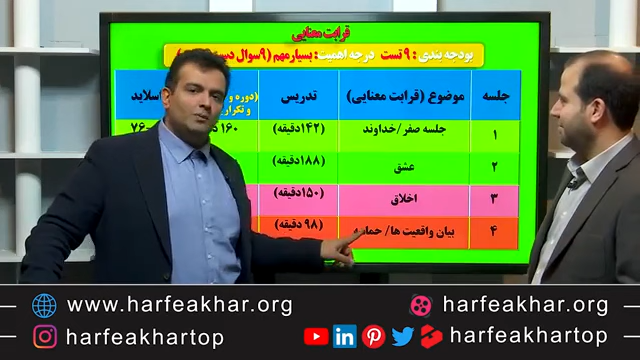 قرابت معنایی
بودجه بندی : ۹ تست درجه اهمیت: بسیار مهم (۹سوال
جلسه موضوع (قرابت معنایی) تدریس (دوره و و تکرار اسلاید
۱ جلسه صفر/خداوند (۱۴۲دقیقه) ۱۶۰ ۷۶
۲ عشق (۱۸۸دقیقه)
۳ اخلاق (۱۵۰دقیقه)
۴ بیان واقعیت ها/ (۹۸ دقیقه)
www.harfeakhar.org harfeakhar.org
harfeakhartop harfeakhartop